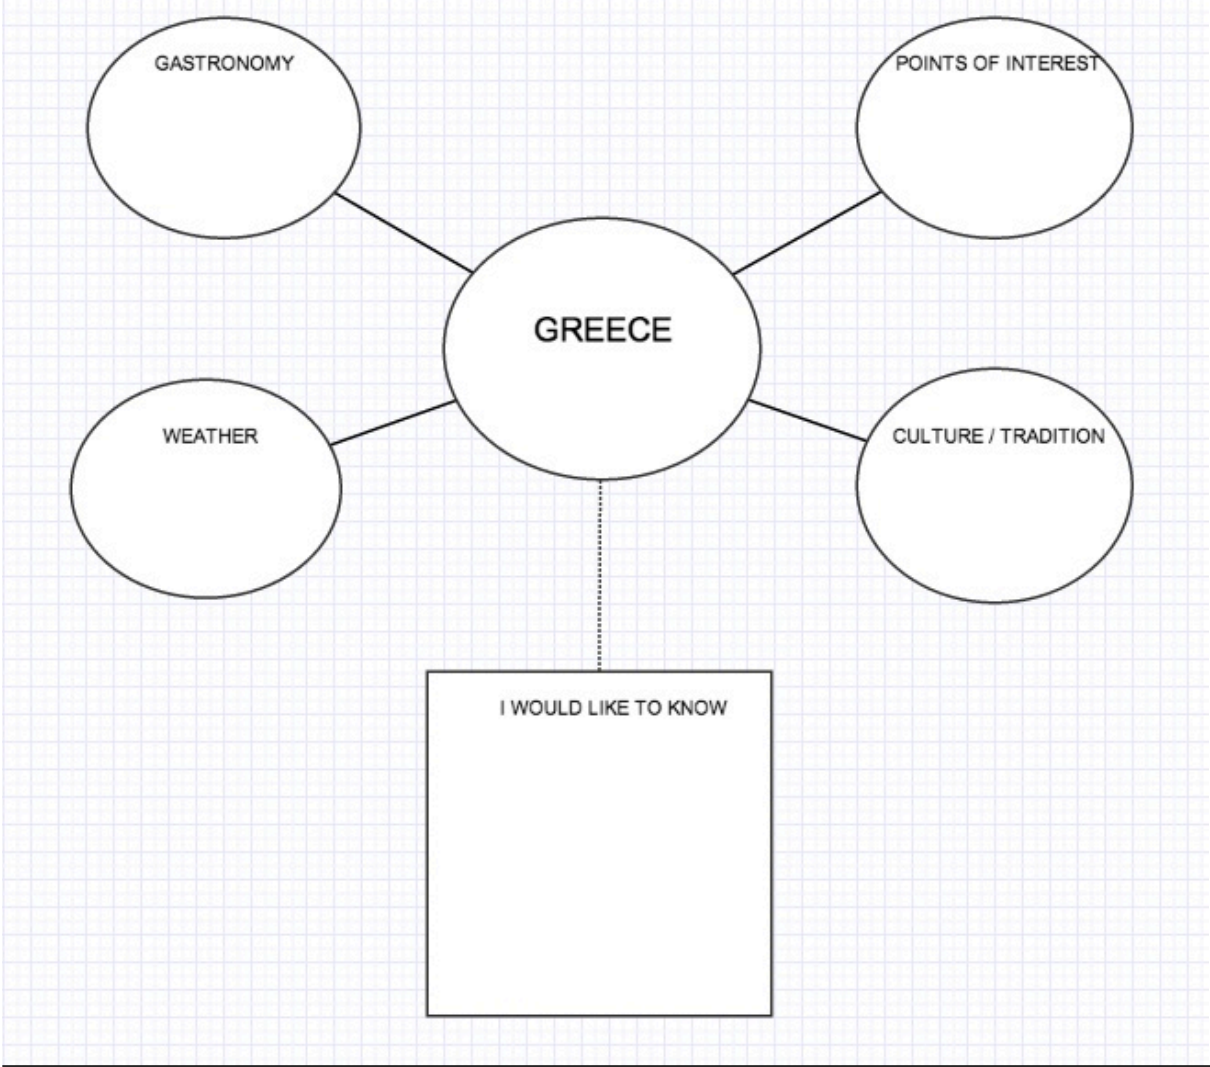 GASTRONOMY
POINTS OF INTEREST
GREECE
WEATHER
CULTURE / TRADITION
I WOULD LIKE TO KNOW